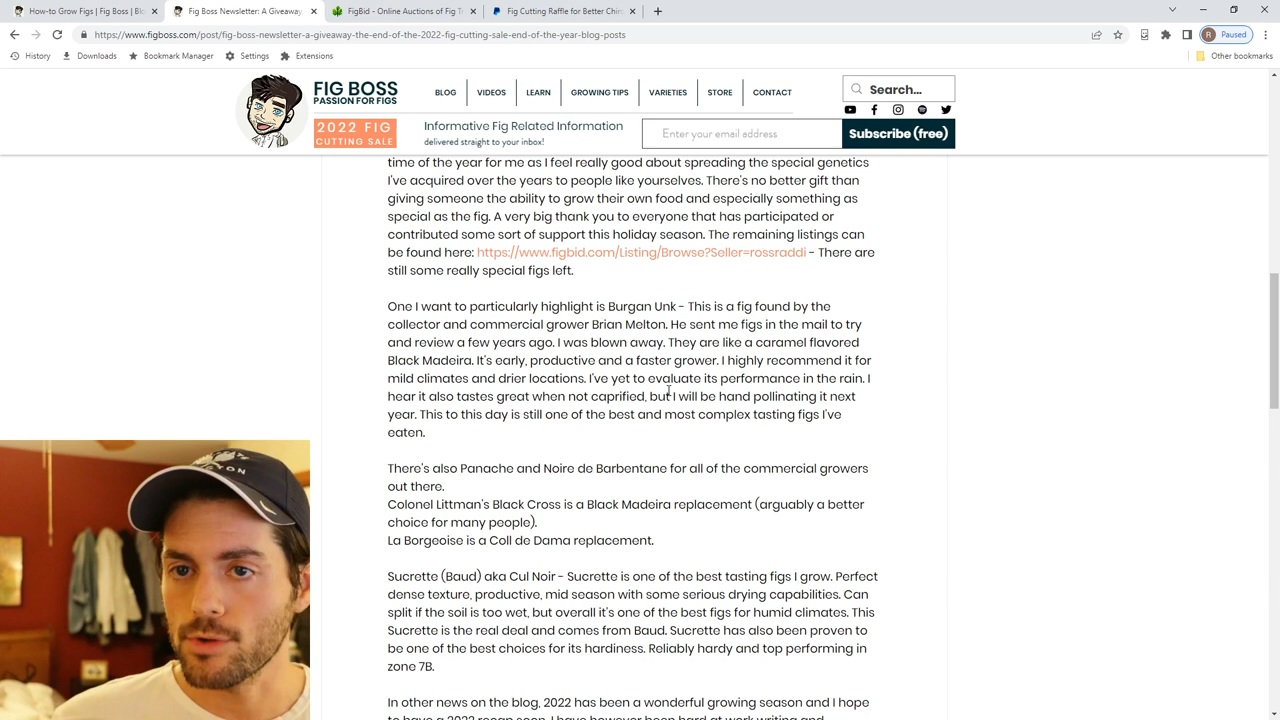 How-to Grow Figs | Fig Boss | Blo
Fig Boss Newsletter: A Giveaway
FigBid - Online Auctions of Fig T
Fig Cutting Raffle for Better Chir
https://www.figboss.com/post/fig-boss-newsletter-a-giveaway-the-end-of-the-2022-fig-cutting-sale-end-of-the-year-blog-posts
R Paused
History Downloads Bookmark Manager Settings Extensions Other bookmarks
FIG BOSS
PASSION FOR FIGS
BLOG VIDEOS LEARN GROWING TIPS VARIETIES STORE CONTACT
Search...
2022 FIG
CUTTING SALE
Informative Fig Related Information
delivered straight to your inbox!
Enter your email address
Subscribe (free)
time of the year for me as I feel really good about spreading the special genetics
I've acquired over the years to people like yourselves. There's no better gift than
giving someone the ability to grow their own food and especially something as
special as the fig. A very big thank you to everyone that has participated or
contributed some sort of support this holiday season. The remaining listings can
be found here: https://www.figbid.com/Listing/Browse?Seller=rossraddi - There are
still some really special figs left.
One I want to particularly highlight is Burgan Unk - This is a fig found by the
collector and commercial grower Brian Melton. He sent me figs in the mail to try
and review a few years ago. I was blown away. They are like a caramel flavored
Black Madeira. It's early, productive and a faster grower. I highly recommend it for
mild climates and drier locations. I've yet to evaluate its performance in the rain. I
hear it also tastes great when not caprified, but I will be hand pollinating it next
year. This to this day is still one of the best and most complex tasting figs I've
eaten.
There's also Panache and Noire de Barbentane for all of the commercial growers
out there.
Colonel Littman's Black Cross is a Black Madeira replacement (arguably a better
choice for many people).
La Borgeoise is a Coll de Dama replacement.
Sucrette (Baud) aka Cul Noir - Sucrette is one of the best tasting figs I grow. Perfect
dense texture, productive, mid season with some serious drying capabilities. Can
split if the soil is too wet, but overall it's one of the best figs for humid climates. This
Sucrette is the real deal and comes from Baud. Sucrette has also been proven to
be one of the best choices for its hardiness. Reliably hardy and top performing in
zone 7B.
In other news on the blog, 2022 has been a wonderful growing season and I hope
to have a 2022 recap soon. I have however been hard at work writing and